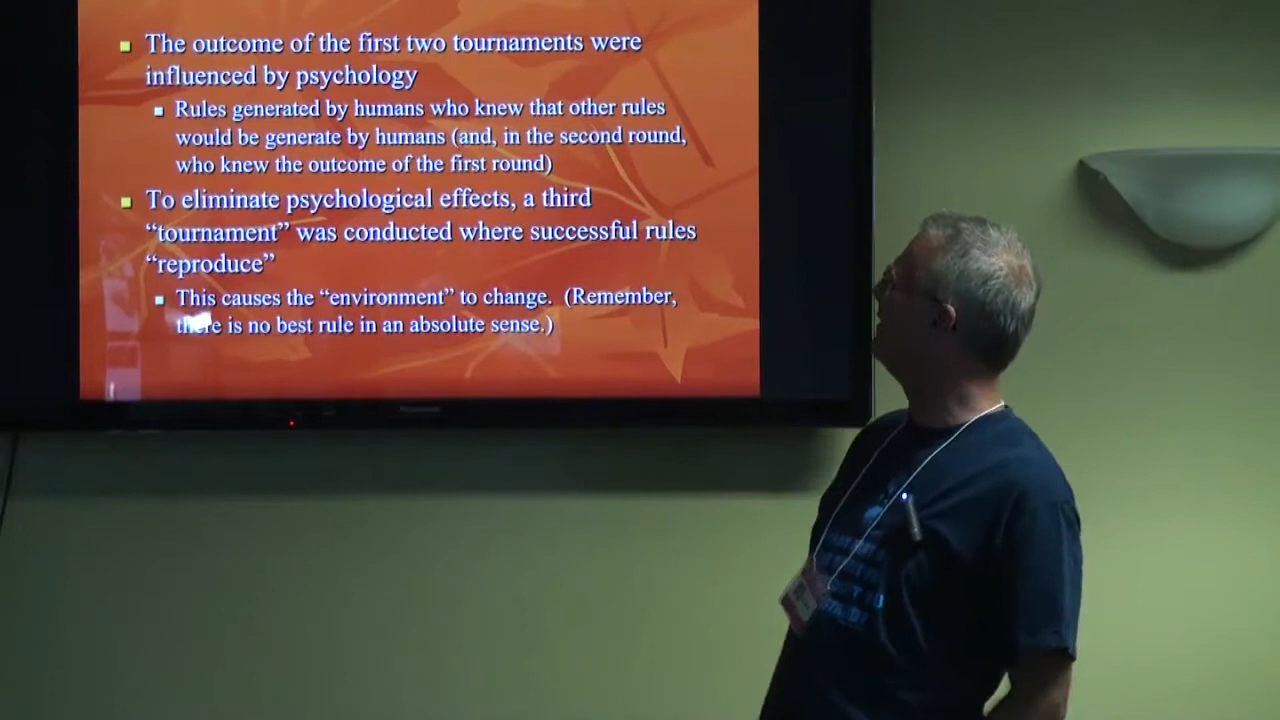 The outcome of the first two tournaments were
influenced by psychology
Rules generated by humans who knew that other rules
would be generate by humans (and, in the second round,
who knew the outcome of the first round)
To eliminate psychological effects, a third
“tournament” was conducted where successful rules
“reproduce”
This causes the “environment” to change. (Remember,
there is no best rule in an absolute sense.)
Panasonic